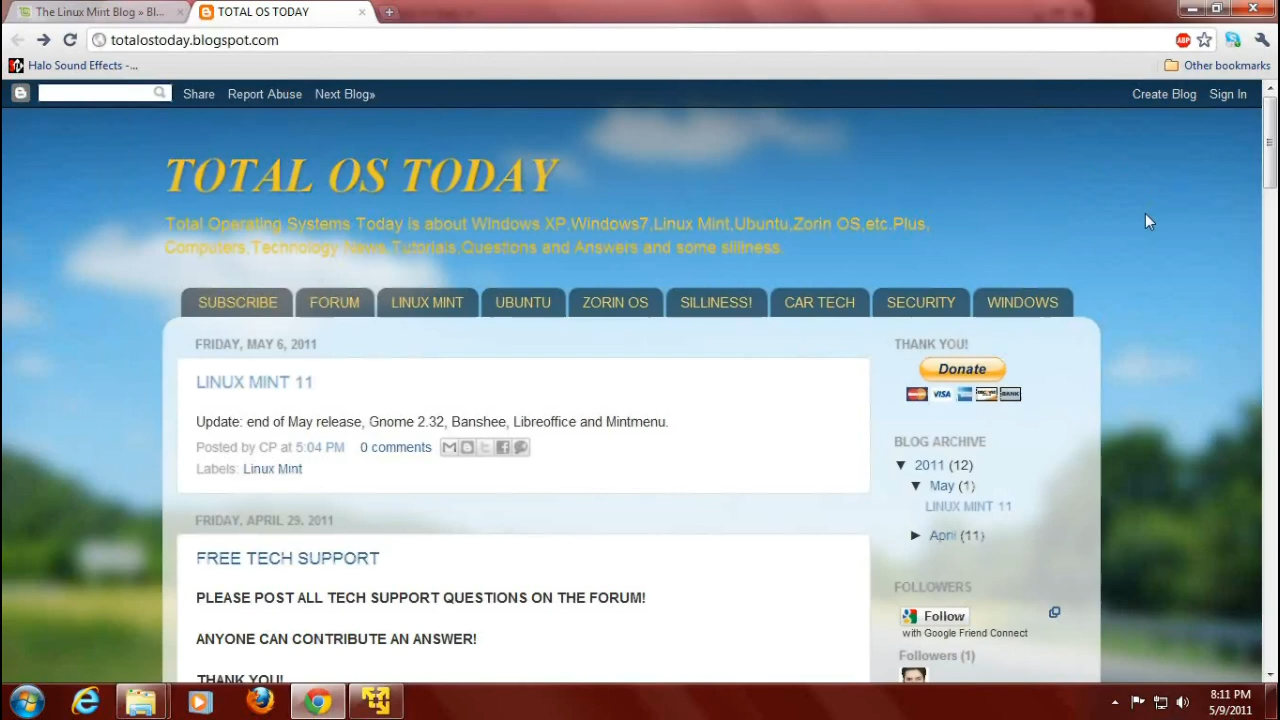 The Linux Mint Blog » Bl...
TOTAL OS TODAY
totalostoday.blogspot.com
ABP
Halo Sound Effects -...
Other bookmarks
Share Report Abuse Next Blog»
Create Blog Sign In
TOTAL OS TODAY
Total Operating Systems Today is about WIndows XP,Windows7,Linux Mint,Ubuntu,Zorin OS,etc.Plus,
Computers,Technology News,Tutorials,Questions and Answers and some silliness.
SUBSCRIBE FORUM LINUX MINT UBUNTU ZORIN OS SILLINESS! CAR TECH SECURITY WINDOWS
FRIDAY, MAY 6, 2011
LINUX MINT 11
Update: end of May release, Gnome 2.32, Banshee, Libreoffice and Mintmenu.
Posted by CP at 5:04 PM 0 comments
Labels: Linux Mint
FRIDAY, APRIL 29, 2011
FREE TECH SUPPORT
PLEASE POST ALL TECH SUPPORT QUESTIONS ON THE FORUM!
ANYONE CAN CONTRIBUTE AN ANSWER!
THANK YOU!
THANK YOU!
Donate
VISA
BANK
BLOG ARCHIVE
▼ 2011 (12)
▼ May (1)
LINUX MINT 11
► April (11)
FOLLOWERS
Follow
with Google Friend Connect
Followers (1)
8:11 PM
5/9/2011